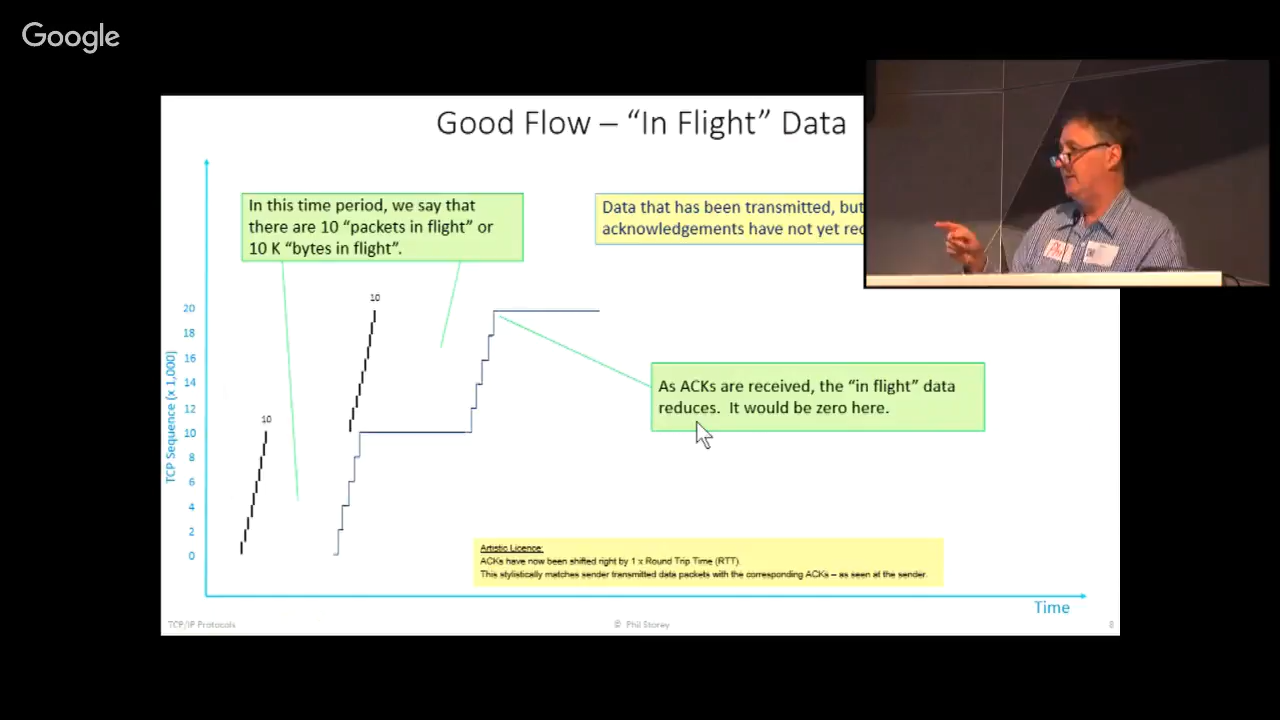 Google
Good Flow – “In Flight” Data
In this time period, we say that
there are 10 “packets in flight” or
10 K “bytes in flight”.
Data that has been transmitted, but
acknowledgements have not yet
10
10
20
18
16
14
12
10
8
6
4
2
0
TCP Sequence (x 1,000)
As ACKs are received, the “in flight” data
reduces.  It would be zero here.
Artistic Licence:
ACKs have now been shifted right by 1 x Round Trip Time (RTT).
This stylistically matches sender transmitted data packets with the corresponding ACKs – as seen at the sender.
Time
TCP/IP Protocols
© Phil Storey
8